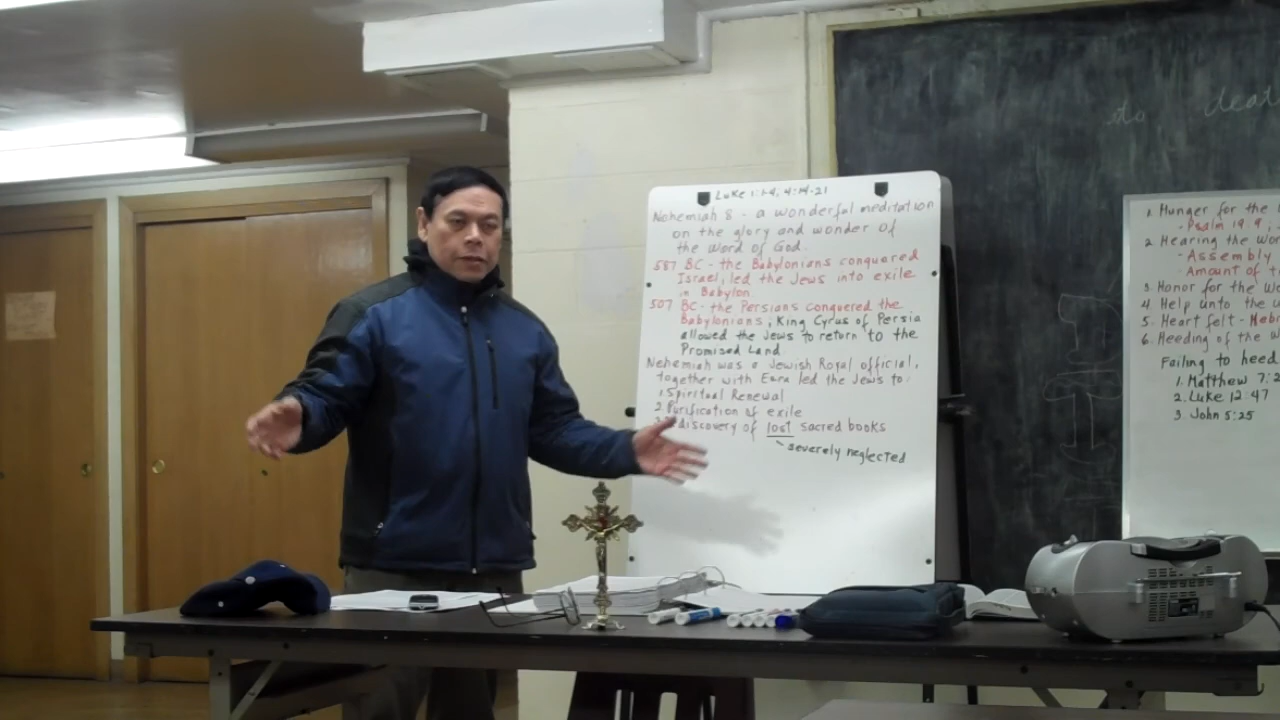 Luke 1:1-4, 4:14-21
Nehemiah 8 - a wonderful meditation
on the glory and wonder of
the Word of God.
587 BC - the Babylonians conquared
Israel, led the Jews into exile
in Babylon
507 BC - the Persians conquered the
Babylonians, King Cyrus of Persia
allowed the Jews to return to the
Promised Land.
Nehemiah was a Jewish Royal official,
together with Ezra led the Jews to:
1. Spiritual Renewal
2. Purification of exile
discovery of lost sacred books
severely neglected
to deat
1. Hunger for the
- Psalm 19:9,
2. Hearing the Wor
- Assembly
- Amount of t
3. Honor for the Wo
4. Help unto the
5. Heart felt - Neh
6. Heeding of the W
Failing to heed
1. Matthew 7:2
2. Luke 12:47
3. John 5:25